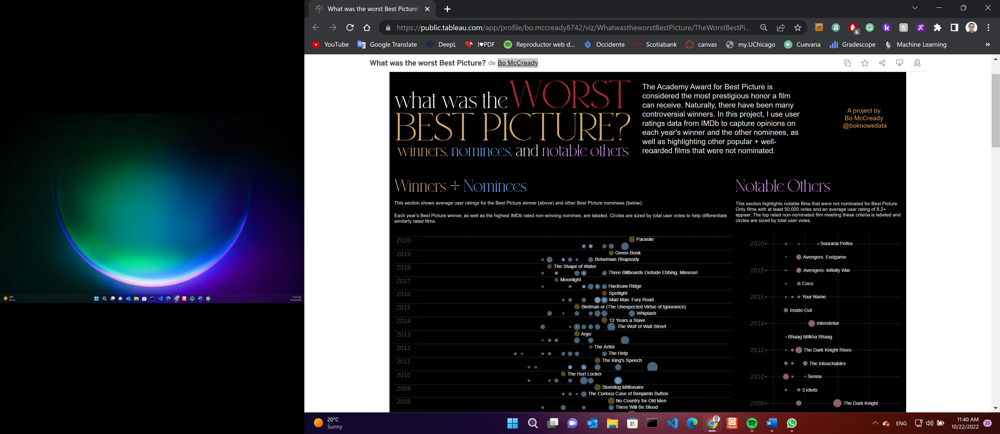 20°C
Sunny
11:40 AM
10/22/2022
What was the worst Best Picture?
https://public.tableau.com/app/profile/bo.mccready8742/viz/WhatwastheworstBestPicture/TheWorstBestPi...
6
YouTube
Google Translate
DeepL
I♥PDF
Reproductor web d...
Occidente
Scotiabank
canvas
my.UChicago
Cuevana
Gradescope
Machine Learning
»
What was the worst Best Picture? de Bo McCready
what was the WORST
BEST PICTURE?
winners, nominees, and notable others
The Academy Award for Best Picture is
considered the most prestigious honor a film
can receive. Naturally, there have been many
controversial winners. In this project, I use user
ratings data from IMDb to capture opinions on
each year's winner and the other nominees, as
well as highlighting other popular + well-
regarded films that were not nominated.
A project by
Bo McCready
@boknowsdata
Winners + Nominees
This section shows average user ratings for the Best Picture winner (above) and other Best Picture nominees (below).
Each year's Best Picture winner, as well as the highest IMDb rated non-winning nominee, are labeled. Circles are sized by total user votes to help differentiate
similarly rated films.
2020
Parasite
2019
Green Book
Bohemian Rhapsody
2018
The Shape of Water
Three Billboards Outside Ebbing, Missouri
2017
Moonlight
Hacksaw Ridge
2016
Spotlight
Mad Max: Fury Road
2015
Birdman or (The Unexpected Virtue of Ignorance)
Whiplash
2014
12 Years a Slave
The Wolf of Wall Street
2013
Argo
2012
The Artist
The Help
2011
The King's Speech
2010
The Hurt Locker
2009
Slumdog Millionaire
The Curious Case of Benjamin Button
2008
No Country for Old Men
There Will Be Blood
Notable Others
This section highlights notable films that were not nominated for Best Picture.
Only films with at least 50,000 votes and an average user rating of 8.2+
appear. The top rated non-nominated film meeting these criteria is labeled and
circles are sized by total user votes.
2020
Soorarai Pottru
Avengers: Endgame
2018
Avengers: Infinity War
Coco
2016
Your Name.
Inside Out
2014
Interstellar
Bhaag Milkha Bhaag
2012
The Dark Knight Rises
The Intouchables
2010
Senna
3 Idiots
2008
The Dark Knight
20°C
Sunny
18.04
ENG
11:40 AM
10/22/2022
20